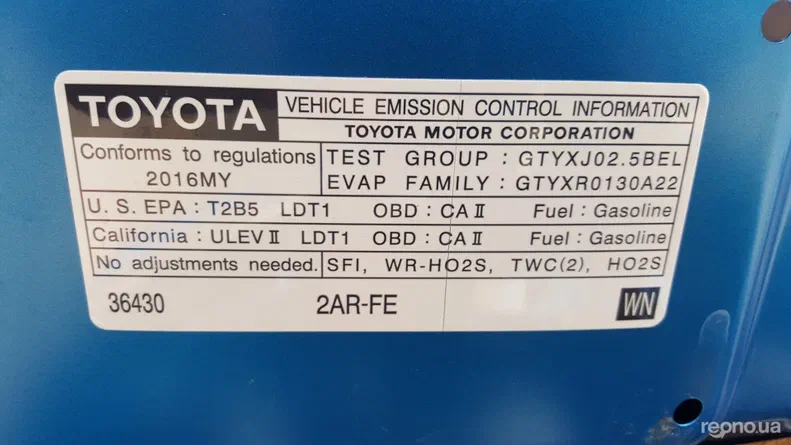 TOYOTA VEHICLE EMISSION CONTROL INFORMATION
TOYOTA MOTOR CORPORATION
Conforms to regulations TEST GROUP : GTYXJ02.5BEL
2016MY EVAP FAMILY : GTYXR0130A22
U. S. EPA : T2B5 LDT1 OBD : CA II Fuel : Gasoline
California : ULEV II LDT1 OBD : CA II Fuel : Gasoline
No adjustments needed. SFI, WR-HO2S, TWC(2), HO2S
36430 2AR-FE WN
repno.ua